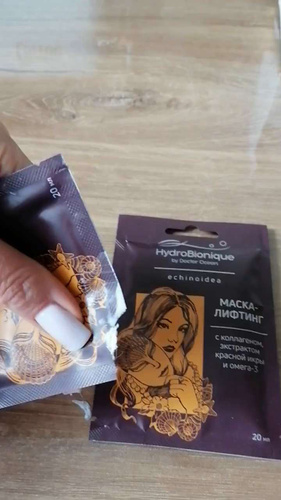 20 мл
HydroBionique
by Doctor Ocean
echinoidea
МАСКА-
ЛИФТИНГ
с коллагеном,
экстрактом
красной икры
и омега-3
20 мл